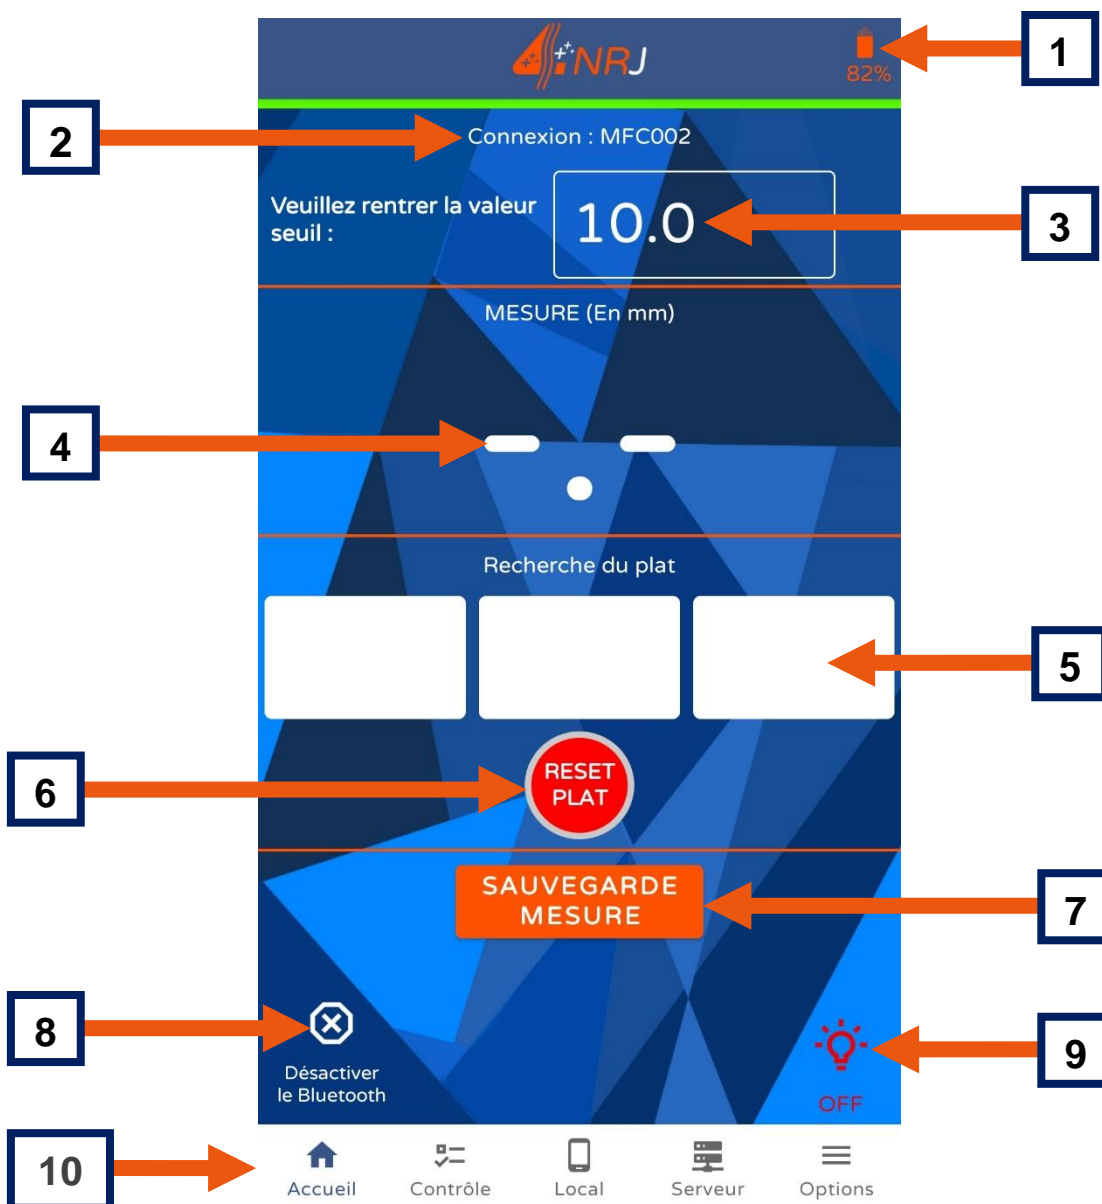 NRJ
82%
1
2
Connexion : MFC002
Veuillez rentrer la valeur
seuil :
10.0
3
MESURE (En mm)
4
Recherche du plat
5
6
RESET
PLAT
SAUVEGARDE
MESURE
7
8
Désactiver
le Bluetooth
OFF
9
10
Accueil
Contrôle
Local
Serveur
Options